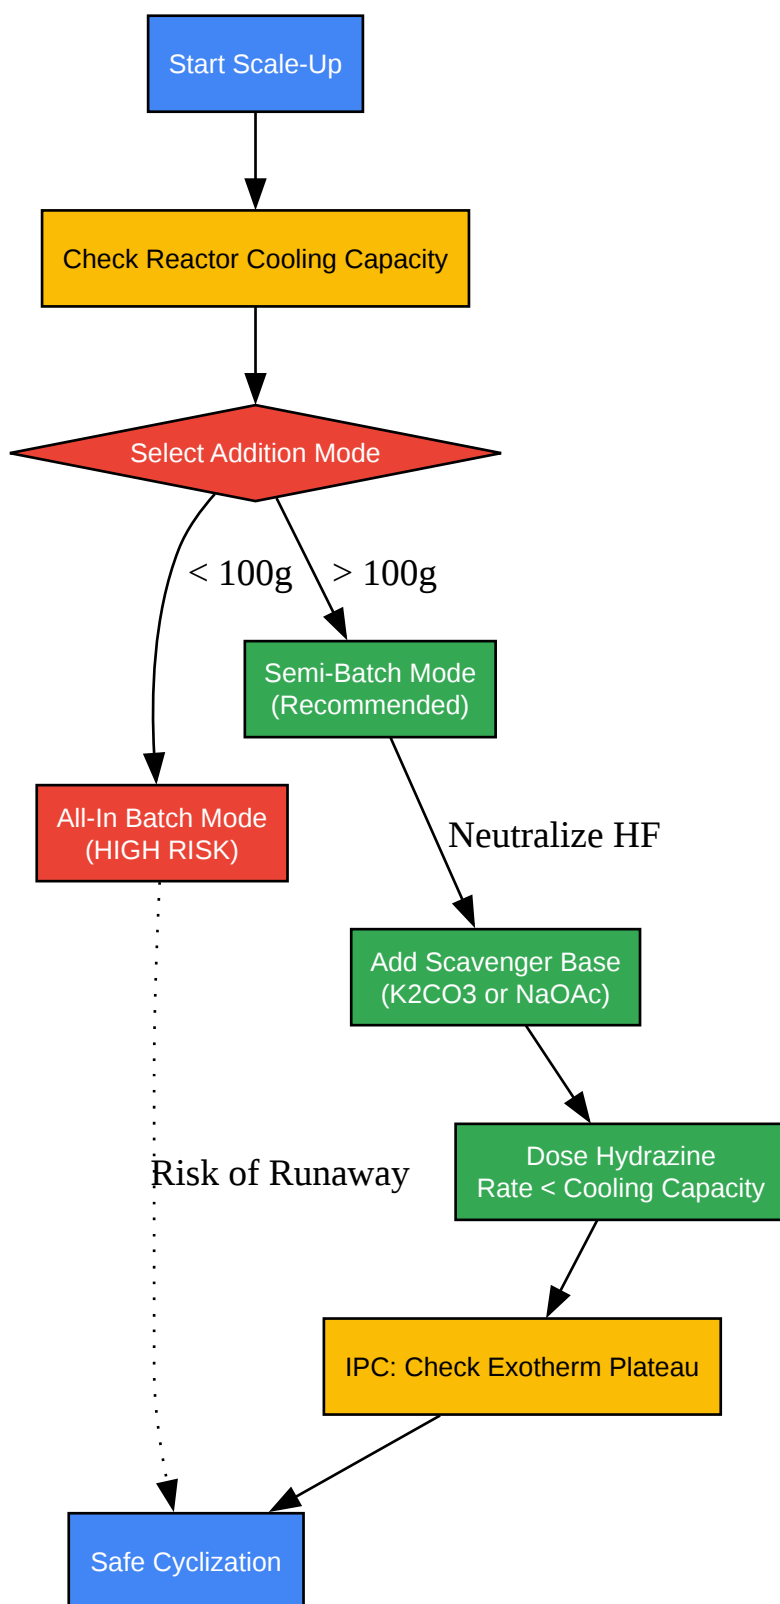 Start Scale-Up
Check Reactor Cooling Capacity
Select Addition Mode
< 100g
> 100g
Semi-Batch Mode
(Recommended)
All-In Batch Mode
(HIGH RISK)
Neutralize HF
Add Scavenger Base
(K2CO3 or NaOAc)
Dose Hydrazine
Rate < Cooling Capacity
Risk of Runaway
IPC: Check Exotherm Plateau
Safe Cyclization